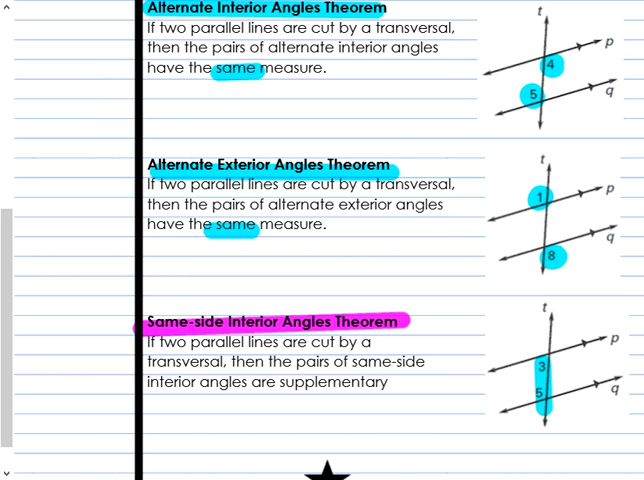 Alternate Interior Angles Theorem
If two parallel lines are cut by a transversal,
then the pairs of alternate interior angles
have the same measure.
t
p
4
5
q
Alternate Exterior Angles Theorem
If two parallel lines are cut by a transversal,
then the pairs of alternate exterior angles
have the same measure.
t
p
1
q
8
Same-side Interior Angles Theorem
If two parallel lines are cut by a
transversal, then the pairs of same-side
interior angles are supplementary
t
p
3
5
q